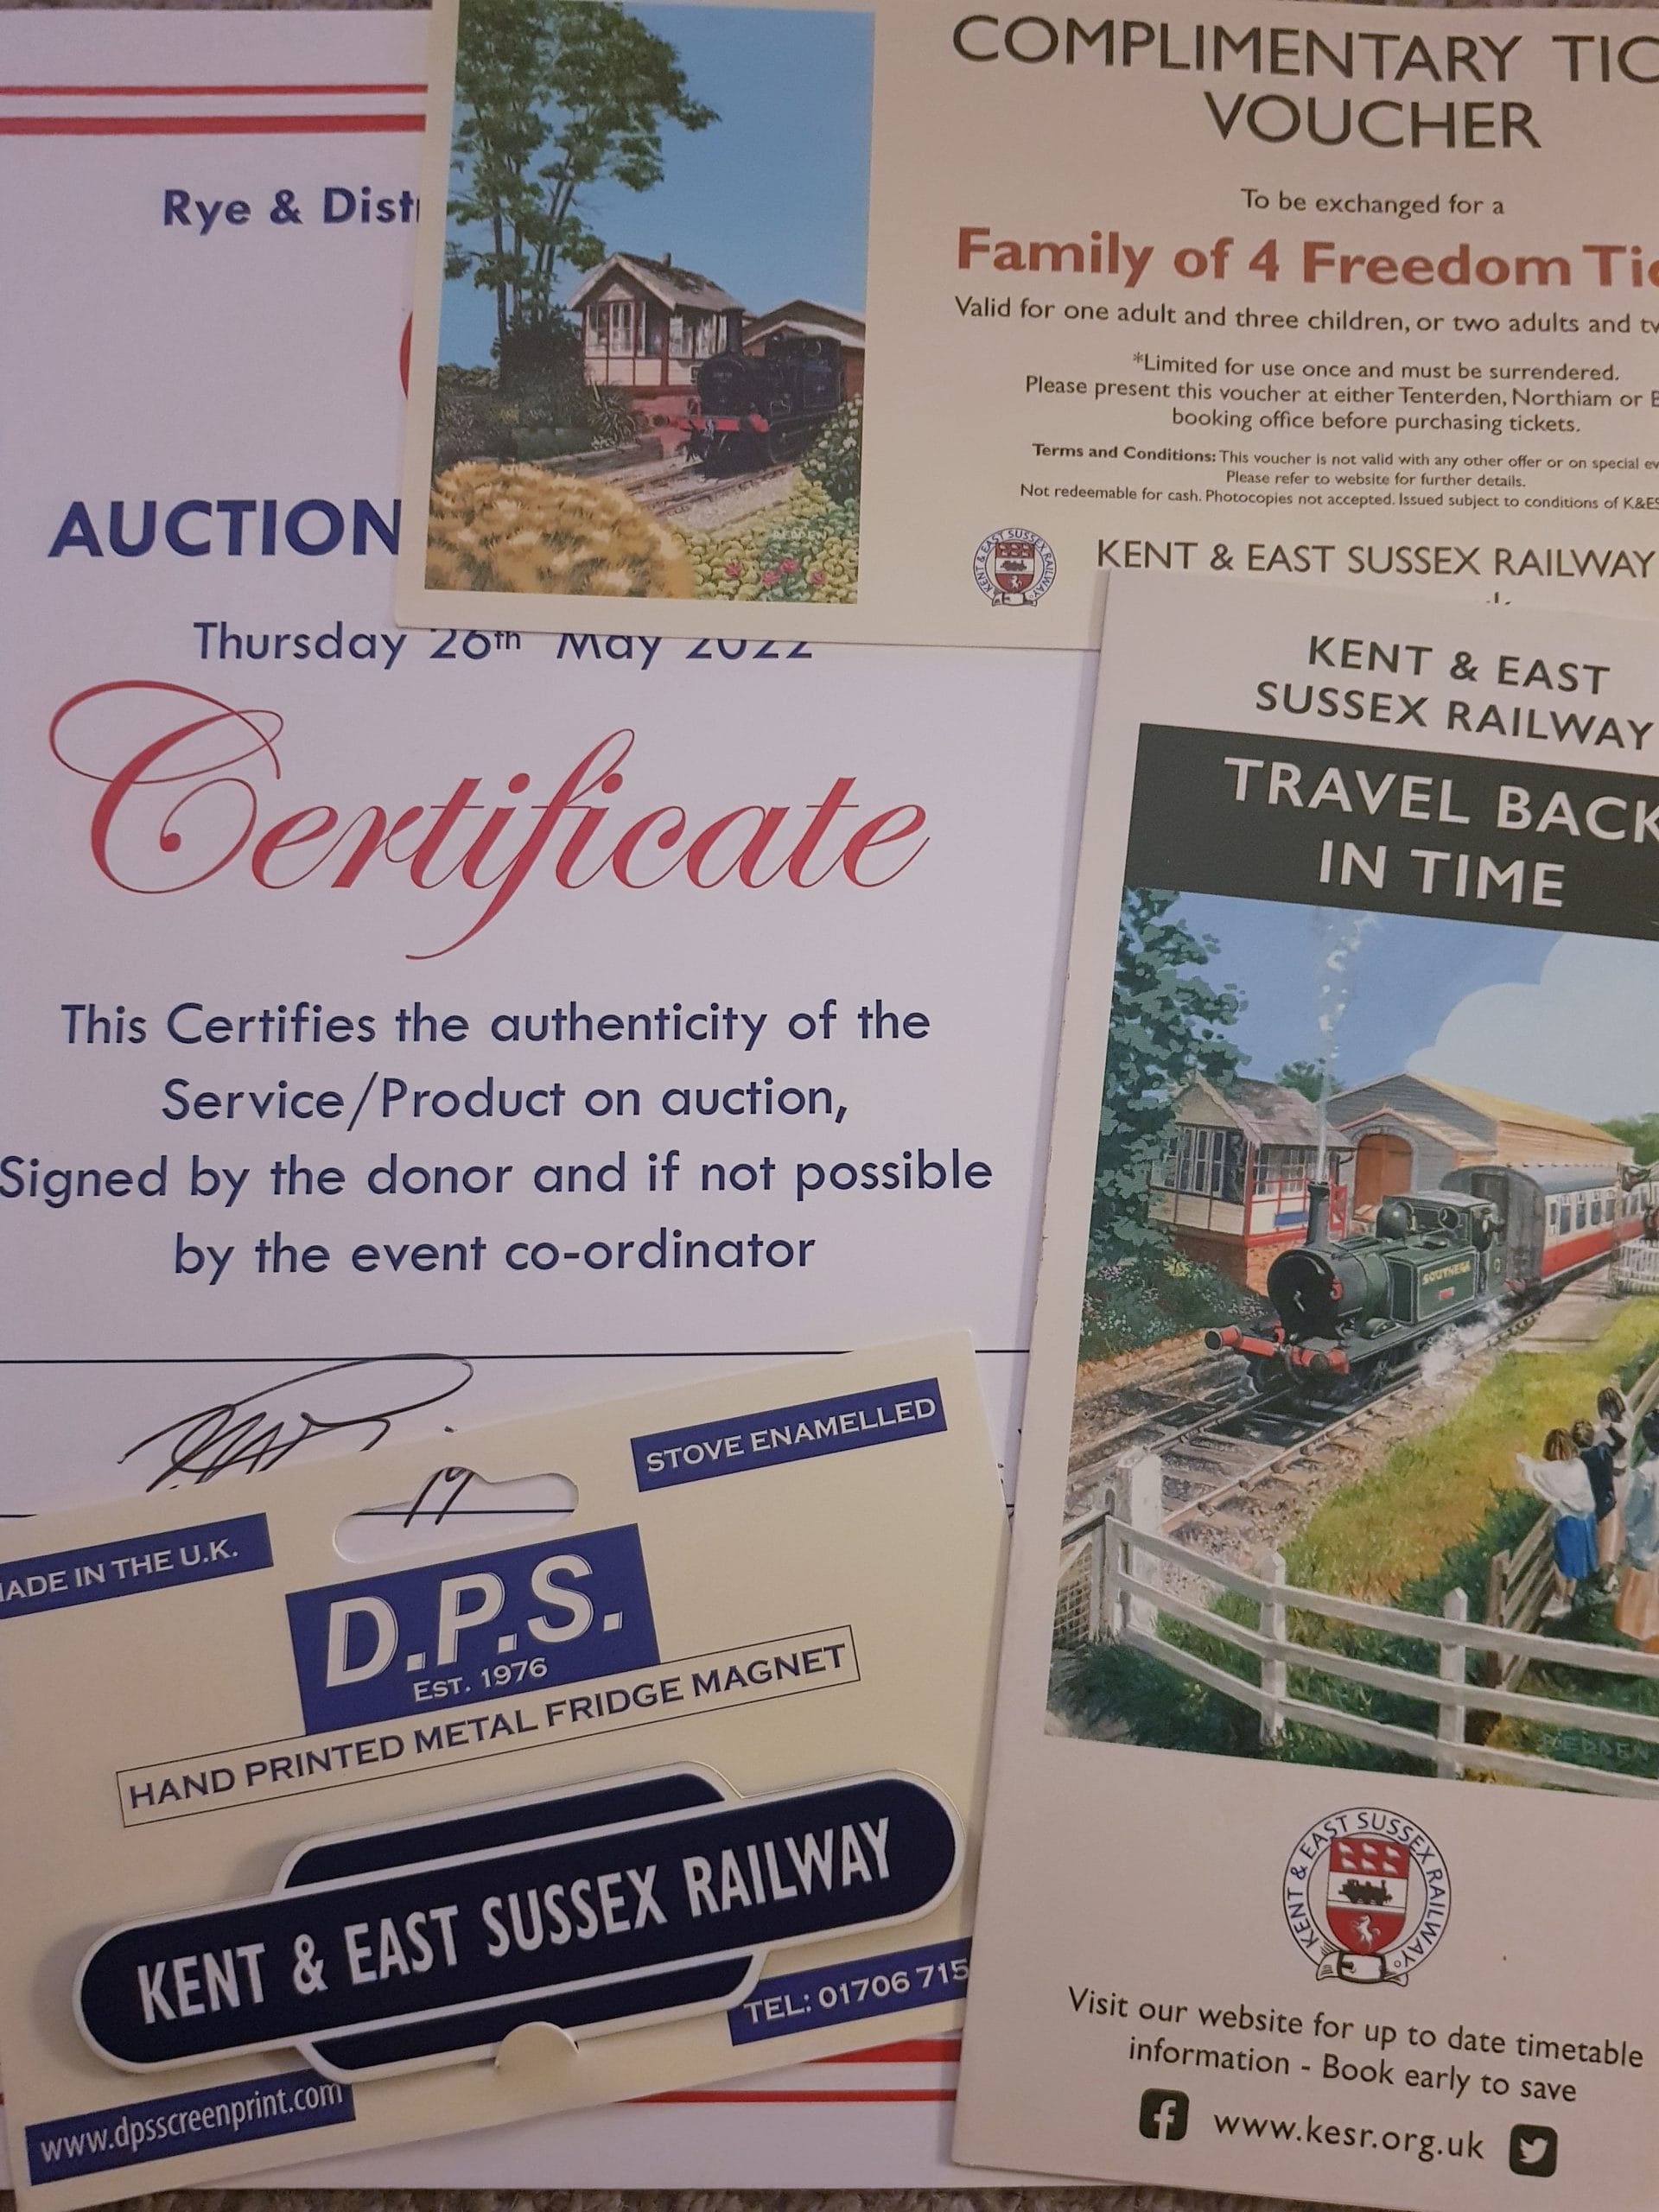 Rye & Dist
AUCTION
Thursday 26th May 2022
Certificate
This Certifies the authenticity of the
Service/Product on auction,
Signed by the donor and if not possible
by the event co-ordinator
COMPLIMENTARY TIC
VOUCHER
To be exchanged for a
Family of 4 Freedom Tic
Valid for one adult and three children, or two adults and tw
*Limited for use once and must be surrendered.
Please present this voucher at either Tenterden, Northiam or B
booking office before purchasing tickets.
Terms and Conditions: This voucher is not valid with any other offer or on special ev
Please refer to website for further details.
Not redeemable for cash. Photocopies not accepted. Issued subject to conditions of K&ES
REDDEN
KENT & EAST SUSSEX RAILWAY
KENT & EAST SUSSEX RAILWAY
KENT & EAST
SUSSEX RAILWAY
TRAVEL BACK
IN TIME
SOUTHERN
REDDEN
KENT & EAST SUSSEX RAILWAY
Visit our website for up to date timetable
information - Book early to save
www.kesr.org.uk
STOVE ENAMELLED
MADE IN THE U.K.
D.P.S.
EST. 1976
HAND PRINTED METAL FRIDGE MAGNET
KENT & EAST SUSSEX RAILWAY
TEL: 01706 715
www.dpsscreenprint.com